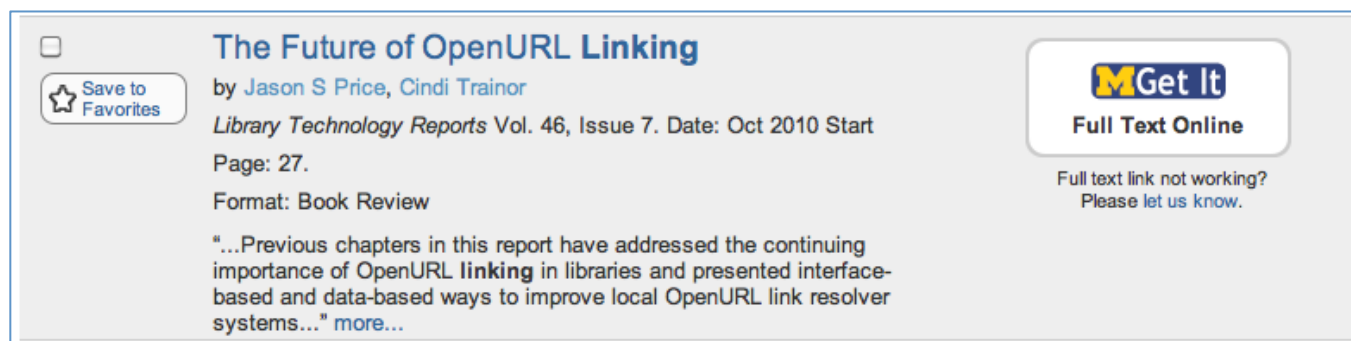 The Future of OpenURL Linking
Save to
Favorites
by Jason S Price, Cindi Trainor
Library Technology Reports Vol. 46, Issue 7. Date: Oct 2010 Start
Page: 27.
Format: Book Review
“...Previous chapters in this report have addressed the continuing
importance of OpenURL linking in libraries and presented interface-
based and data-based ways to improve local OpenURL link resolver
systems...” more...
MGet It
Full Text Online
Full text link not working?
Please let us know.